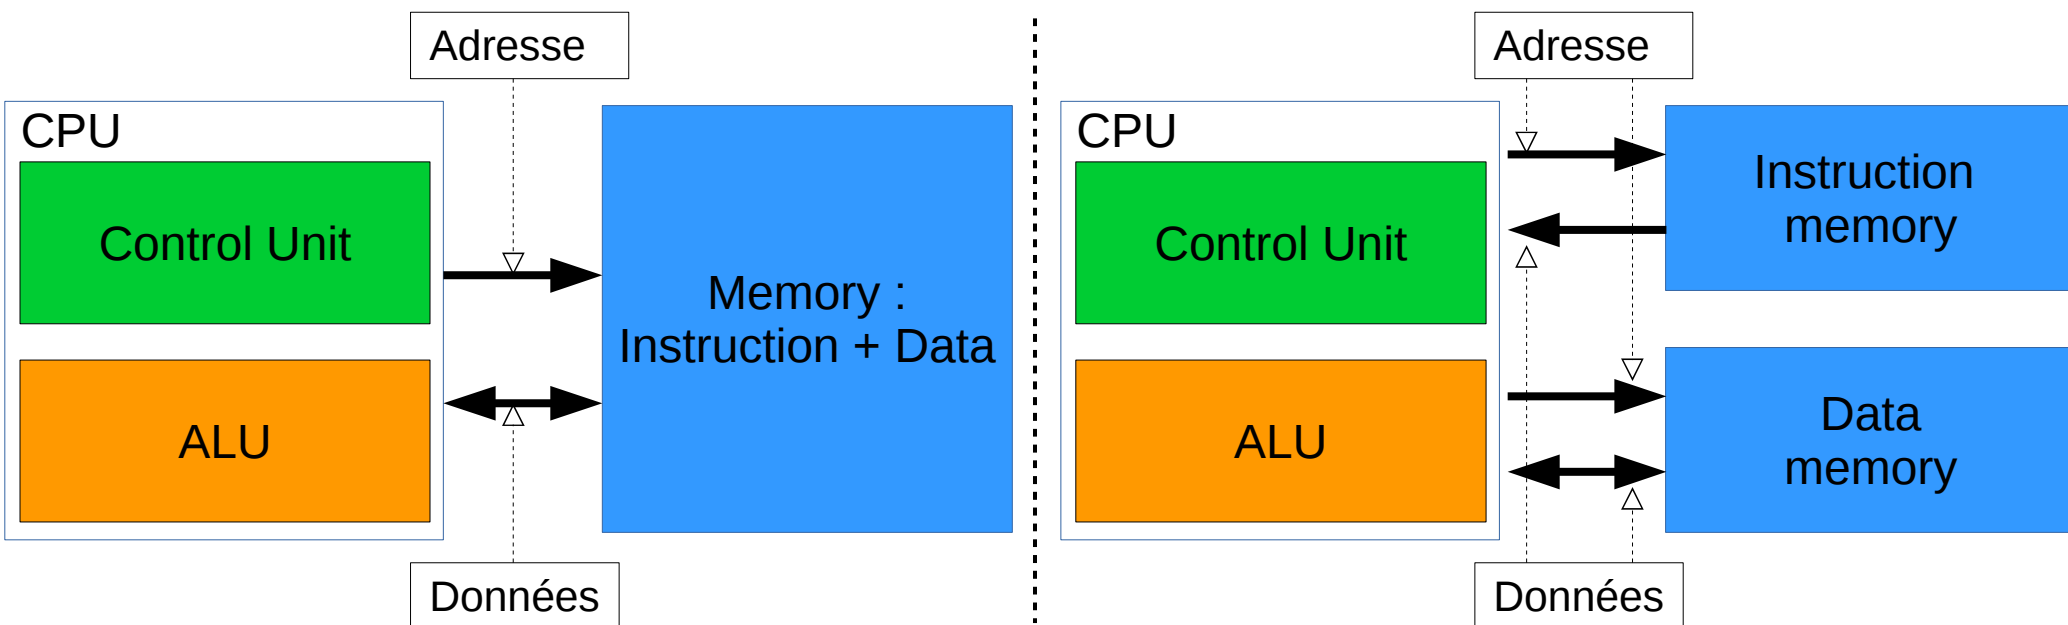 Adresse
CPU
Control Unit
ALU
Memory :
Instruction + Data
Données
Adresse
CPU
Control Unit
ALU
Instruction
memory
Data
memory
Données